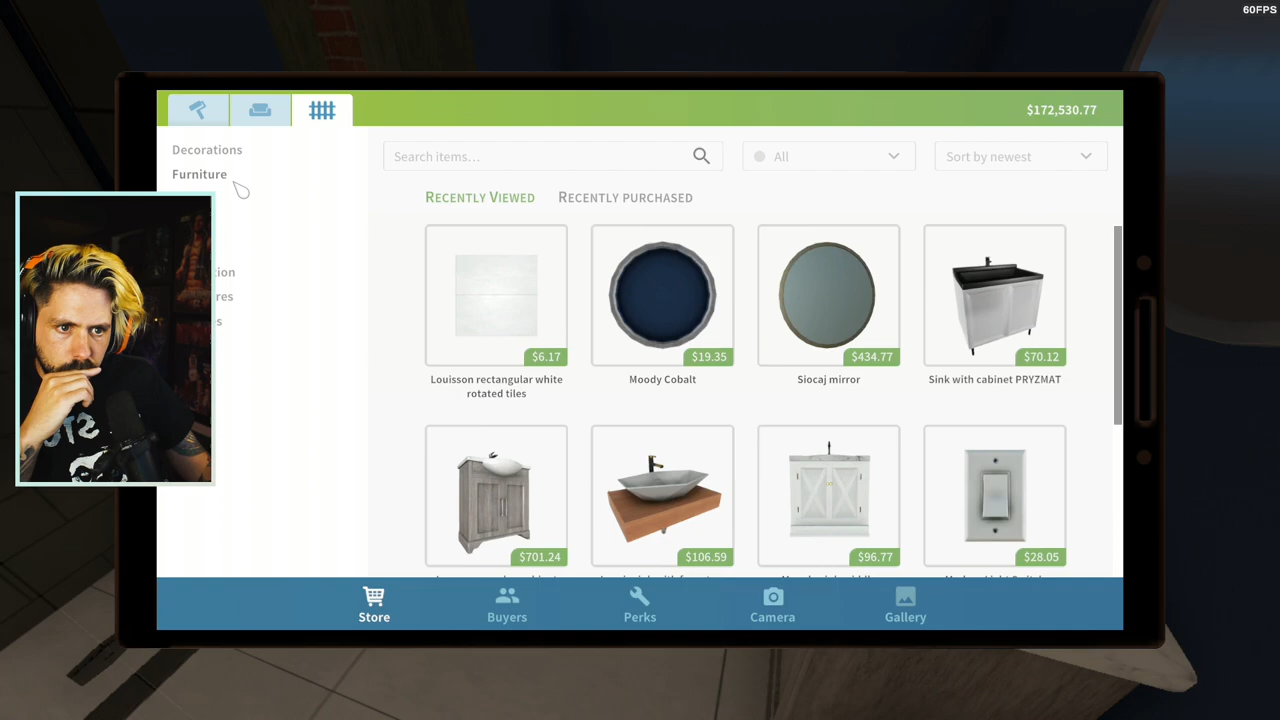 60FPS
$172,530.77
Decorations
Furniture
Search items...
All
Sort by newest
RECENTLY VIEWED
RECENTLY PURCHASED
$6.17
$19.35
$434.77
$70.12
Louisson rectangular white
rotated tiles
Moody Cobalt
Siocaj mirror
Sink with cabinet PRYZMAT
$701.24
$106.59
$96.77
$28.05
Store
Buyers
Perks
Camera
Gallery